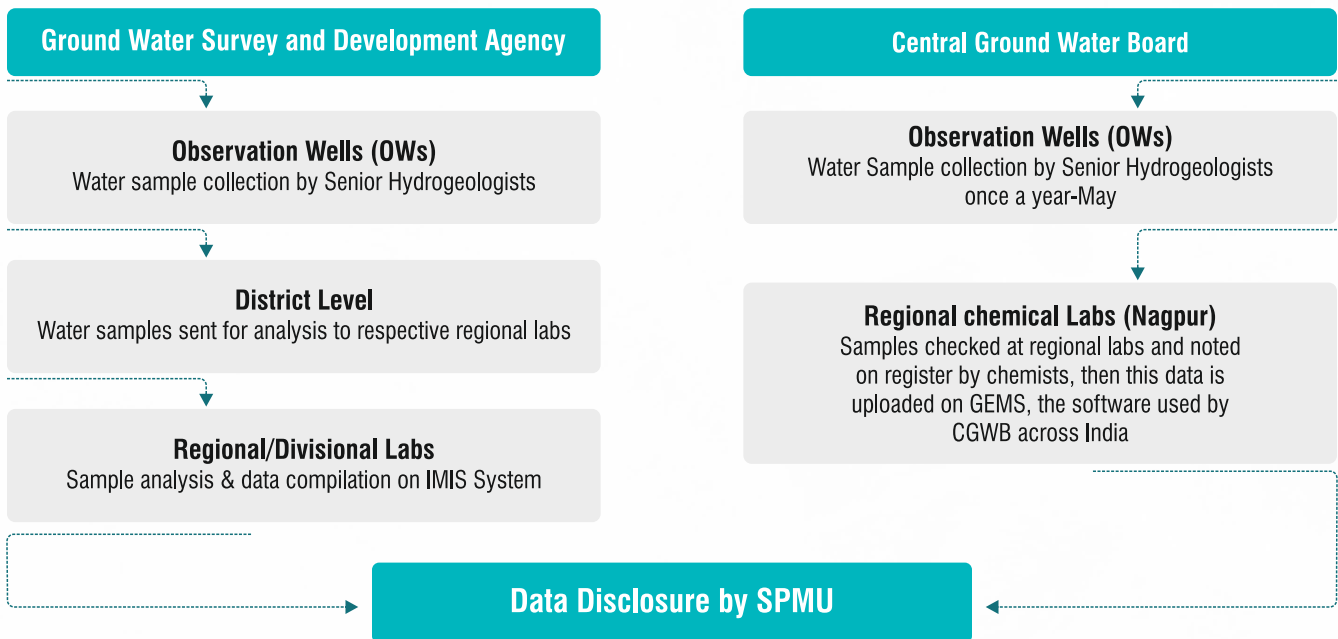 Ground Water Survey and Development Agency
Observation Wells (OWs)
Water sample collection by Senior Hydrogeologists
District Level
Water samples sent for analysis to respective regional labs
Regional/Divisional Labs
Sample analysis & data compilation on IMIS System
Central Ground Water Board
Observation Wells (OWs)
Water Sample collection by Senior Hydrogeologists
once a year-May
Regional chemical Labs (Nagpur)
Samples checked at regional labs and noted
on register by chemists, then this data is
uploaded on GEMS, the software used by
CGWB across India
Data Disclosure by SPMU